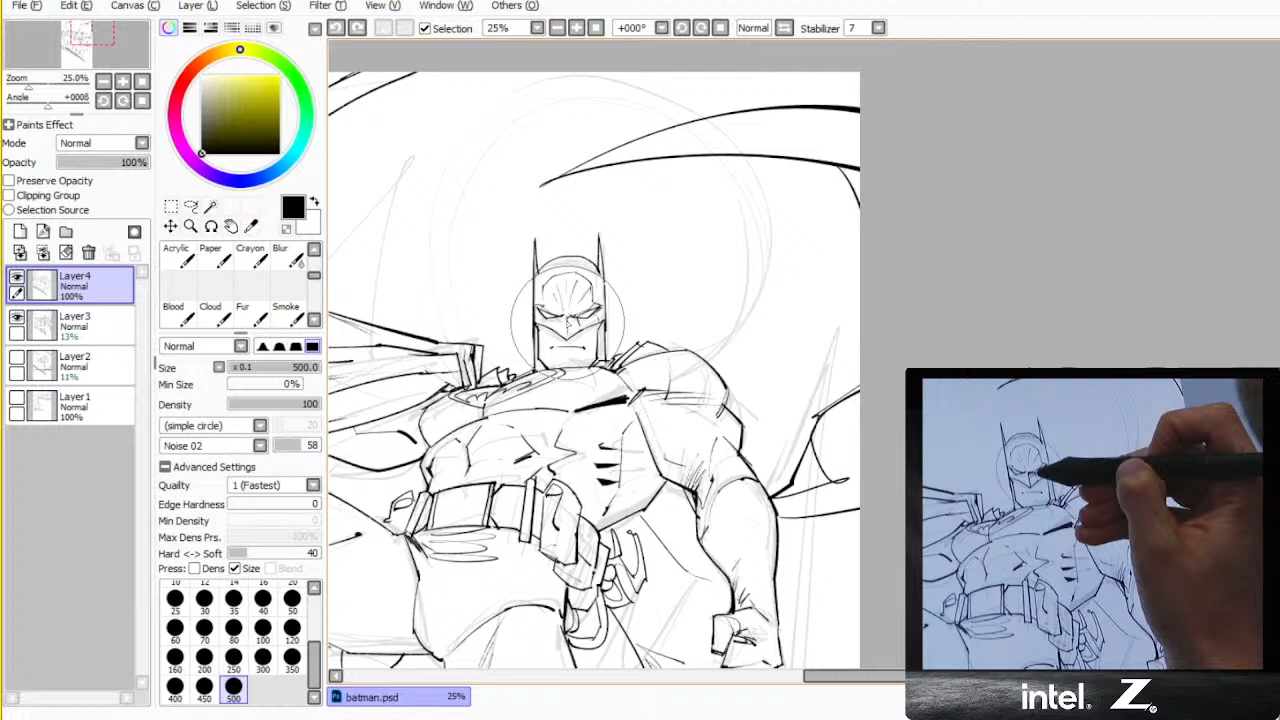 File (F) Edit (E) Canvas (C) Layer (L) Selection (S) Filter (T) View (V) Window (W) Others (O)
Selection 25% +000° Normal Stabilizer 7
Zoom 25.0%
Angle +000δ
Paints Effect
Mode Normal
Opacity 100%
Preserve Opacity
Clipping Group
Selection Source
Layer4
Normal
100%
Layer3
Normal
13%
Layer2
Normal
11%
Layer1
Normal
100%
Acrylic Paper Crayon Blur
Blood Cloud Fur Smoke
Normal
Size x 0.1 500.0
Min Size 0%
Density 100
(simple circle) 20
Noise 02 58
Advanced Settings
Quality 1 (Fastest)
Edge Hardness 0
Min Density 0
Max Dens Prs. 100%
Hard <-> Soft 40
Press: Dens Size Blend
10 12 14 16 20
25 30 35 40 50
60 70 80 100 120
160 200 250 300 350
400 450 500
batman.psd 25%
intel. Z